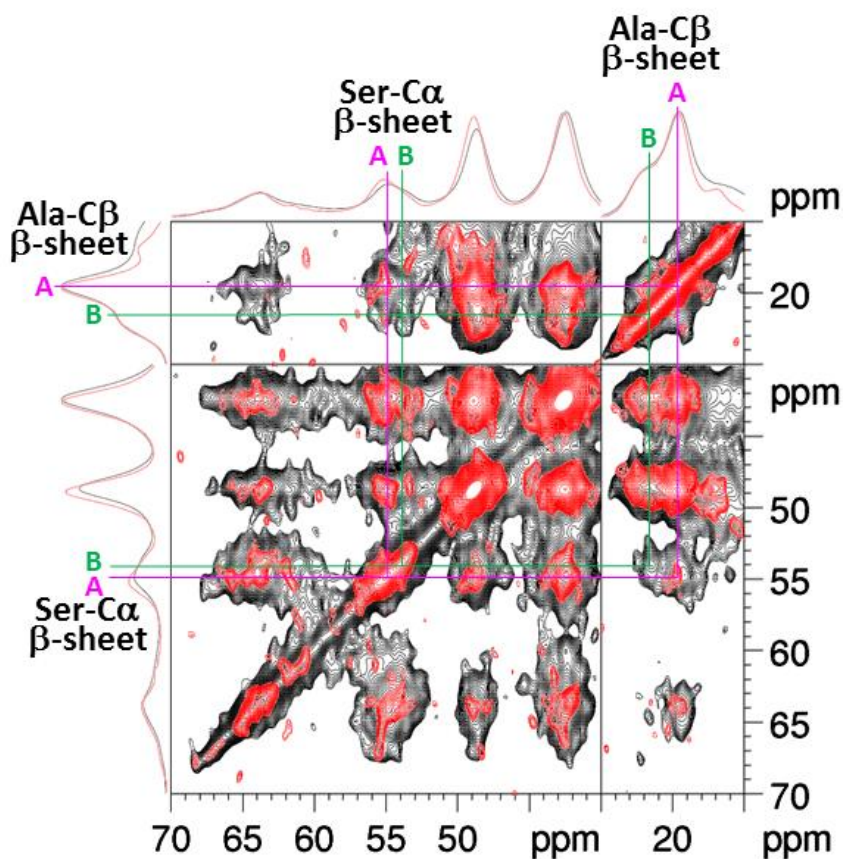 Ala-Cβ
β-sheet
A
B
Ser-Cα
β-sheet
A B
ppm
Ala-Cβ
β-sheet
A
B
20
ppm
50
B
A
55
Ser-Cα
β-sheet
60
65
70
70 65 60 55 50 ppm 20 ppm